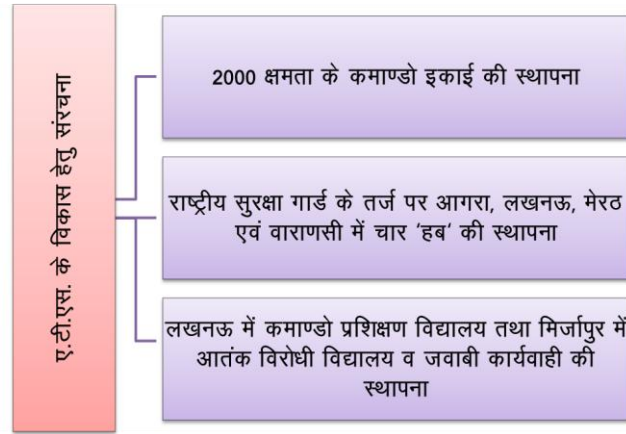 ए.टी.एस. के विकास हेतु संरचना
2000 क्षमता के कमाण्डो इकाई की स्थापना
राष्ट्रीय सुरक्षा गार्ड के तर्ज पर आगरा, लखनऊ, मेरठ
एवं वाराणसी में चार 'हब' की स्थापना
लखनऊ में कमाण्डो प्रशिक्षण विद्यालय तथा मिर्जापुर में
आतंक विरोधी विद्यालय व जवाबी कार्यवाही की
स्थापना